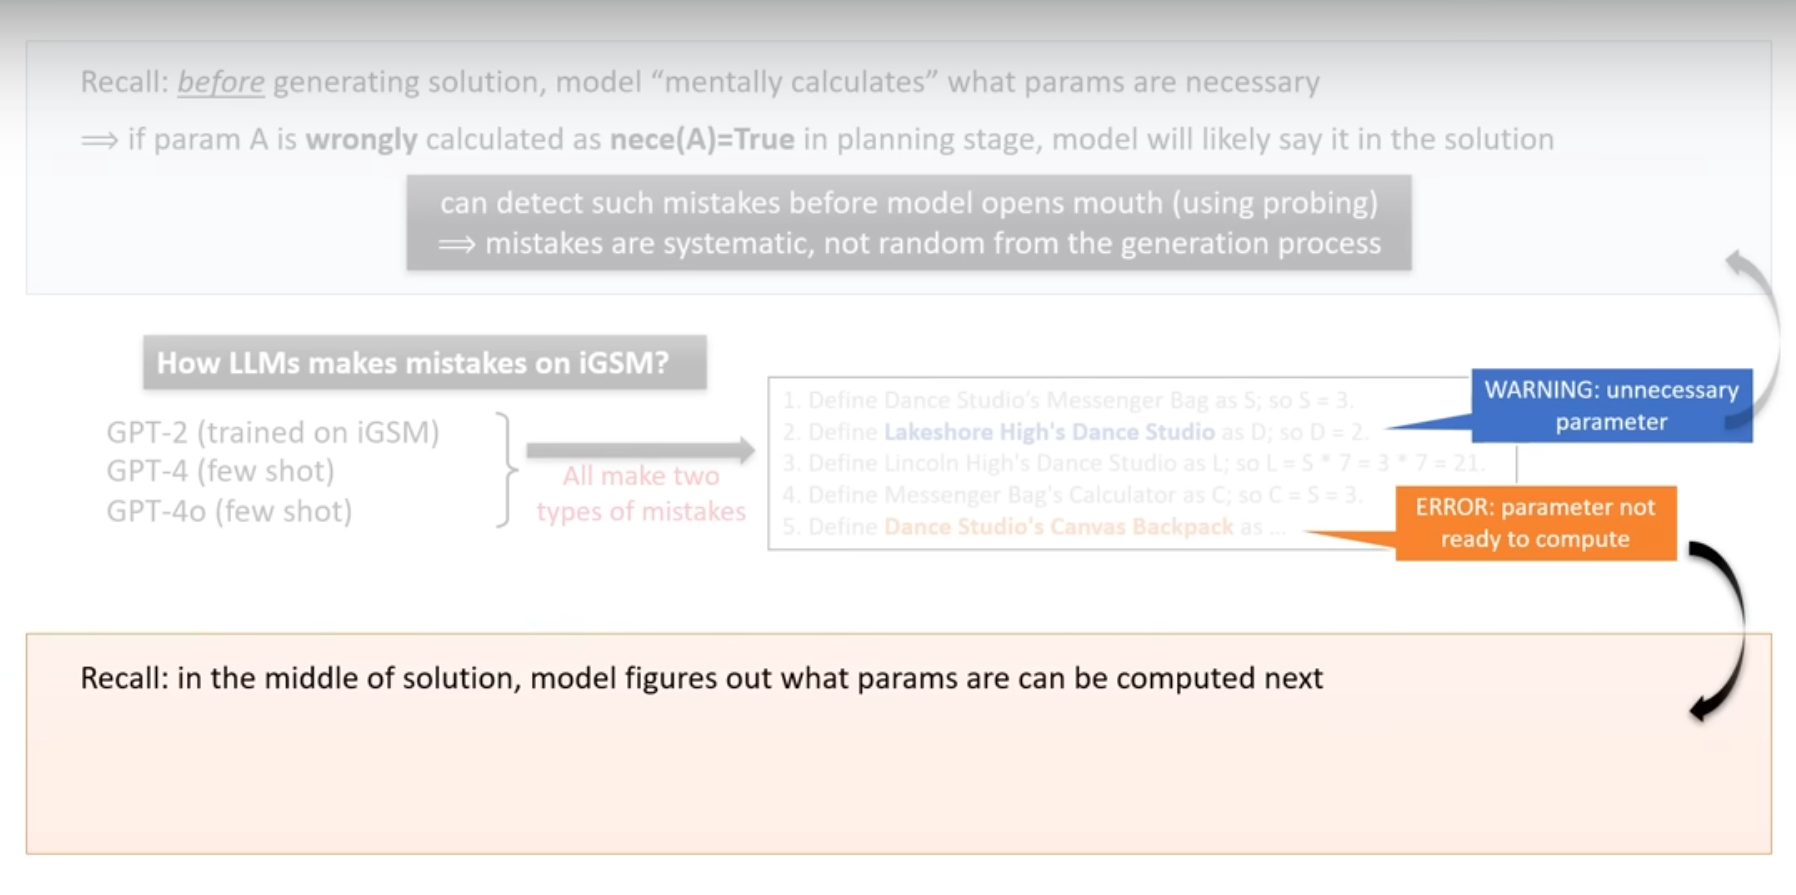 Recall: before generating solution, model “mentally calculates” what params are necessary
⟹ if param A is wrongly calculated as nece(A)=True in planning stage, model will likely say it in the solution
can detect such mistakes before model opens mouth (using probing)
⟹ mistakes are systematic, not random from the generation process
How LLMs makes mistakes on iGSM?
GPT-2 (trained on iGSM)
GPT-4 (few shot)
GPT-4o (few shot)
All make two
types of mistakes
1. Define Dance Studio's Messenger Bag as S; so S = 3.
2. Define Lakeshore High's Dance Studio as D; so D = 2.
3. Define Lincoln High's Dance Studio as L; so L = S * 7 = 3 * 7 = 21.
4. Define Messenger Bag's Calculator as C; so C = S = 3.
5. Define Dance Studio's Canvas Backpack as ...
WARNING: unnecessary
parameter
ERROR: parameter not
ready to compute
Recall: in the middle of solution, model figures out what params are can be computed next